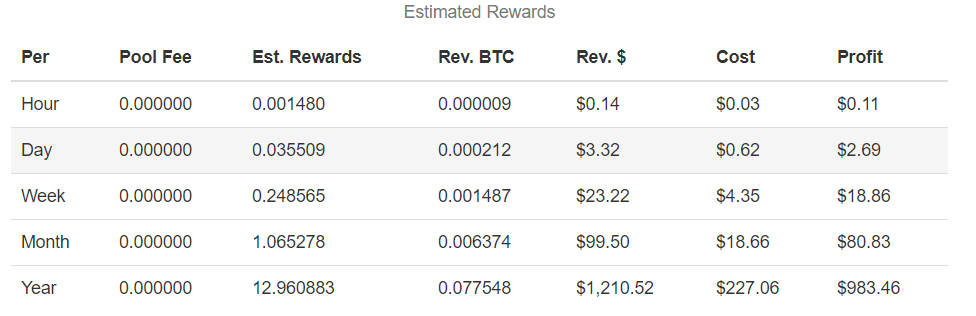 Estimated Rewards
Per Pool Fee Est. Rewards Rev. BTC Rev. $ Cost Profit
Hour 0.000000 0.001480 0.000009 $0.14 $0.03 $0.11
Day 0.000000 0.035509 0.000212 $3.32 $0.62 $2.69
Week 0.000000 0.248565 0.001487 $23.22 $4.35 $18.86
Month 0.000000 1.065278 0.006374 $99.50 $18.66 $80.83
Year 0.000000 12.960883 0.077548 $1,210.52 $227.06 $983.46